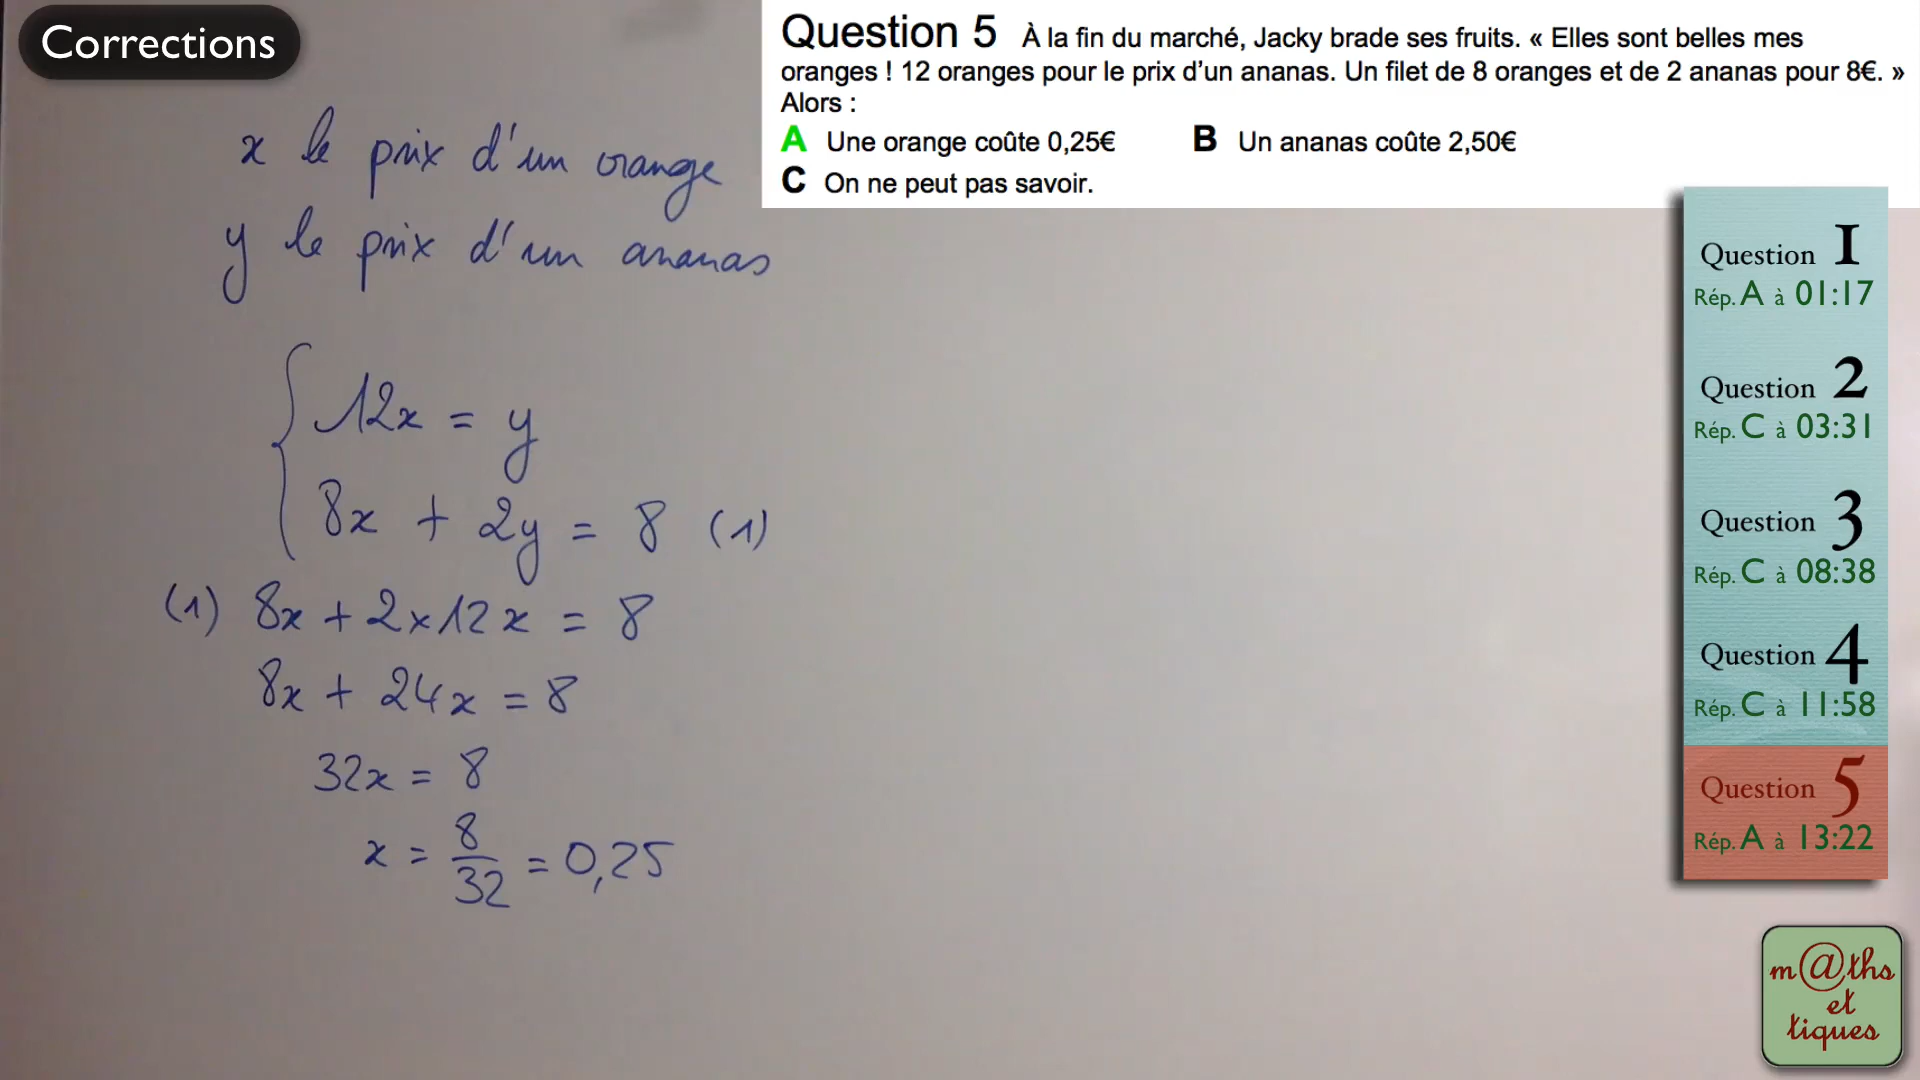 Corrections
Question 5 À la fin du marché, Jacky brade ses fruits. « Elles sont belles mes
oranges ! 12 oranges pour le prix d’un ananas. Un filet de 8 oranges et de 2 ananas pour 8€. »
Alors :
A Une orange coûte 0,25€ B Un ananas coûte 2,50€
C On ne peut pas savoir.
x le prix d'un orange
y le prix d'un ananas
12x = y
8x + 2y = 8 (1)
(1) 8x + 2x12x = 8
8x + 24x = 8
32x = 8
x = 8/32 = 0,25
Question 1
Rép. A à 01:17
Question 2
Rép. C à 03:31
Question 3
Rép. C à 08:38
Question 4
Rép. C à 11:58
Question 5
Rép. A à 13:22
m@ths
et
tiques